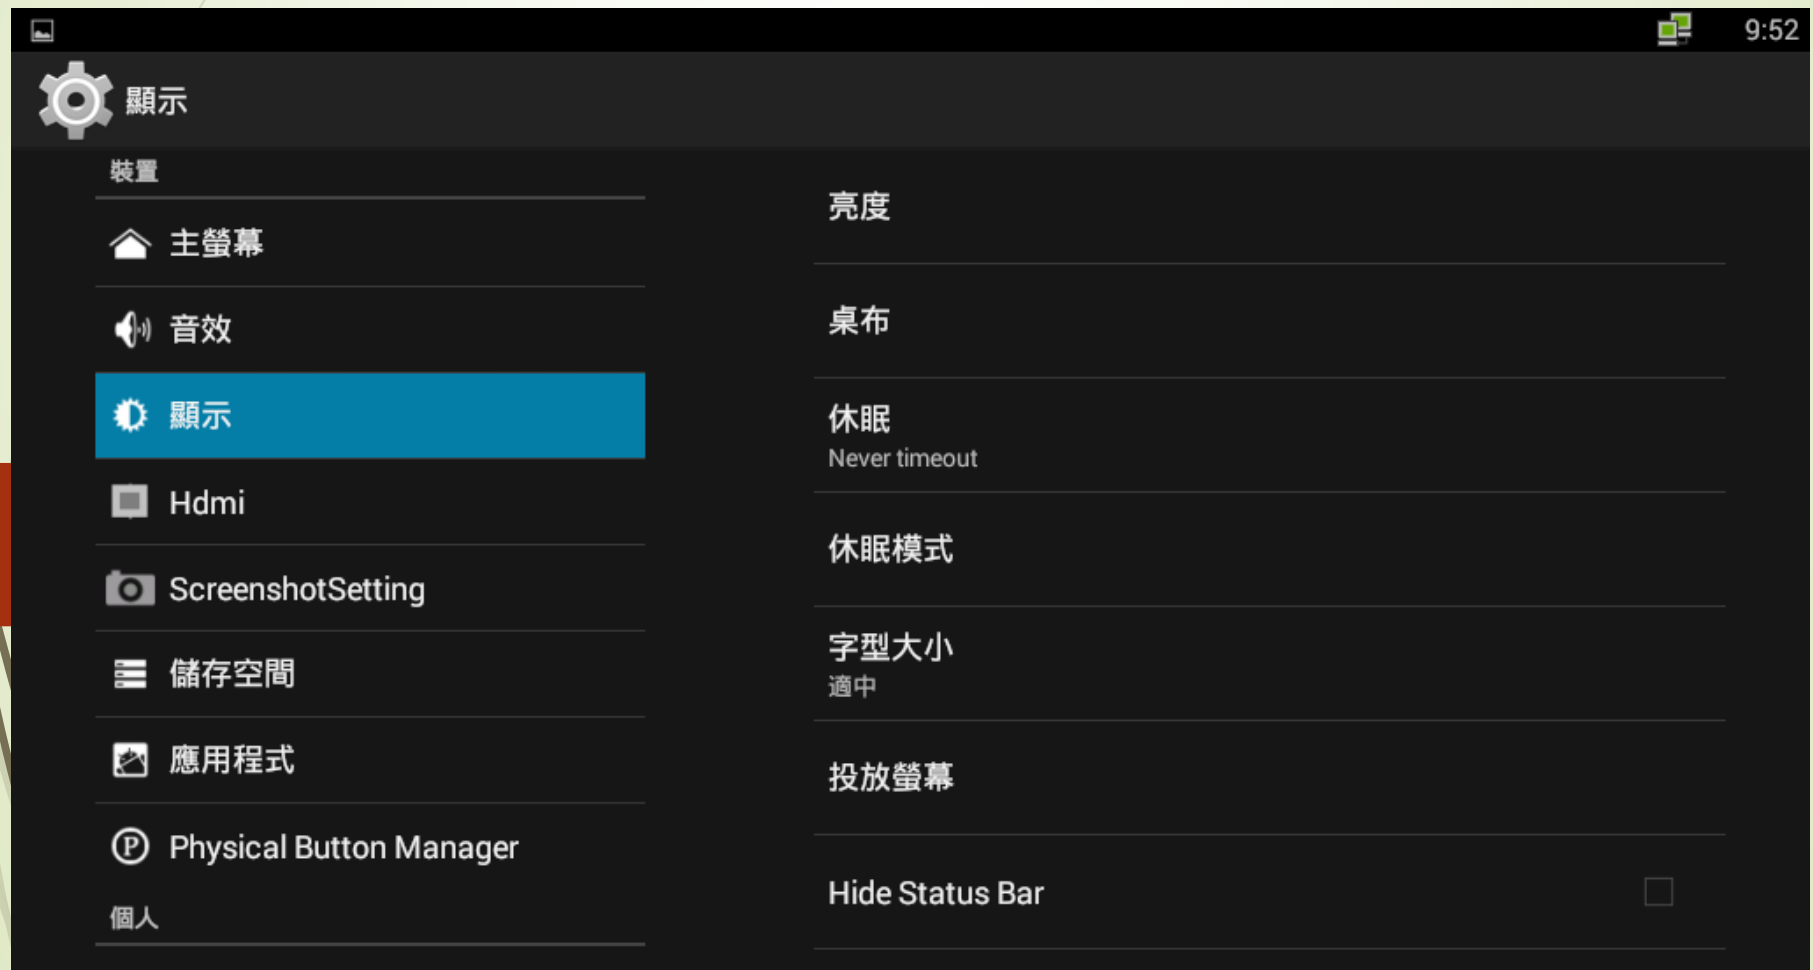 9:52
顯示
裝置
主螢幕
音效
顯示
Hdmi
ScreenshotSetting
儲存空間
應用程式
Physical Button Manager
個人
亮度
桌布
休眠
Never timeout
休眠模式
字型大小
適中
投放螢幕
Hide Status Bar